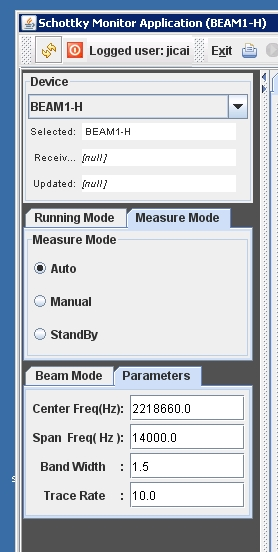 Schottky Monitor Application (BEAM1-H)
Logged user: jicai Exit
Device
BEAM1-H
Selected: BEAM1-H
Receiv... [null]
Updated: [null]
Running Mode Measure Mode
Measure Mode
Auto
Manual
StandBy
Beam Mode Parameters
Center Freq(Hz): 2218660.0
Span Freq( Hz ): 14000.0
Band Width : 1.5
Trace Rate : 10.0